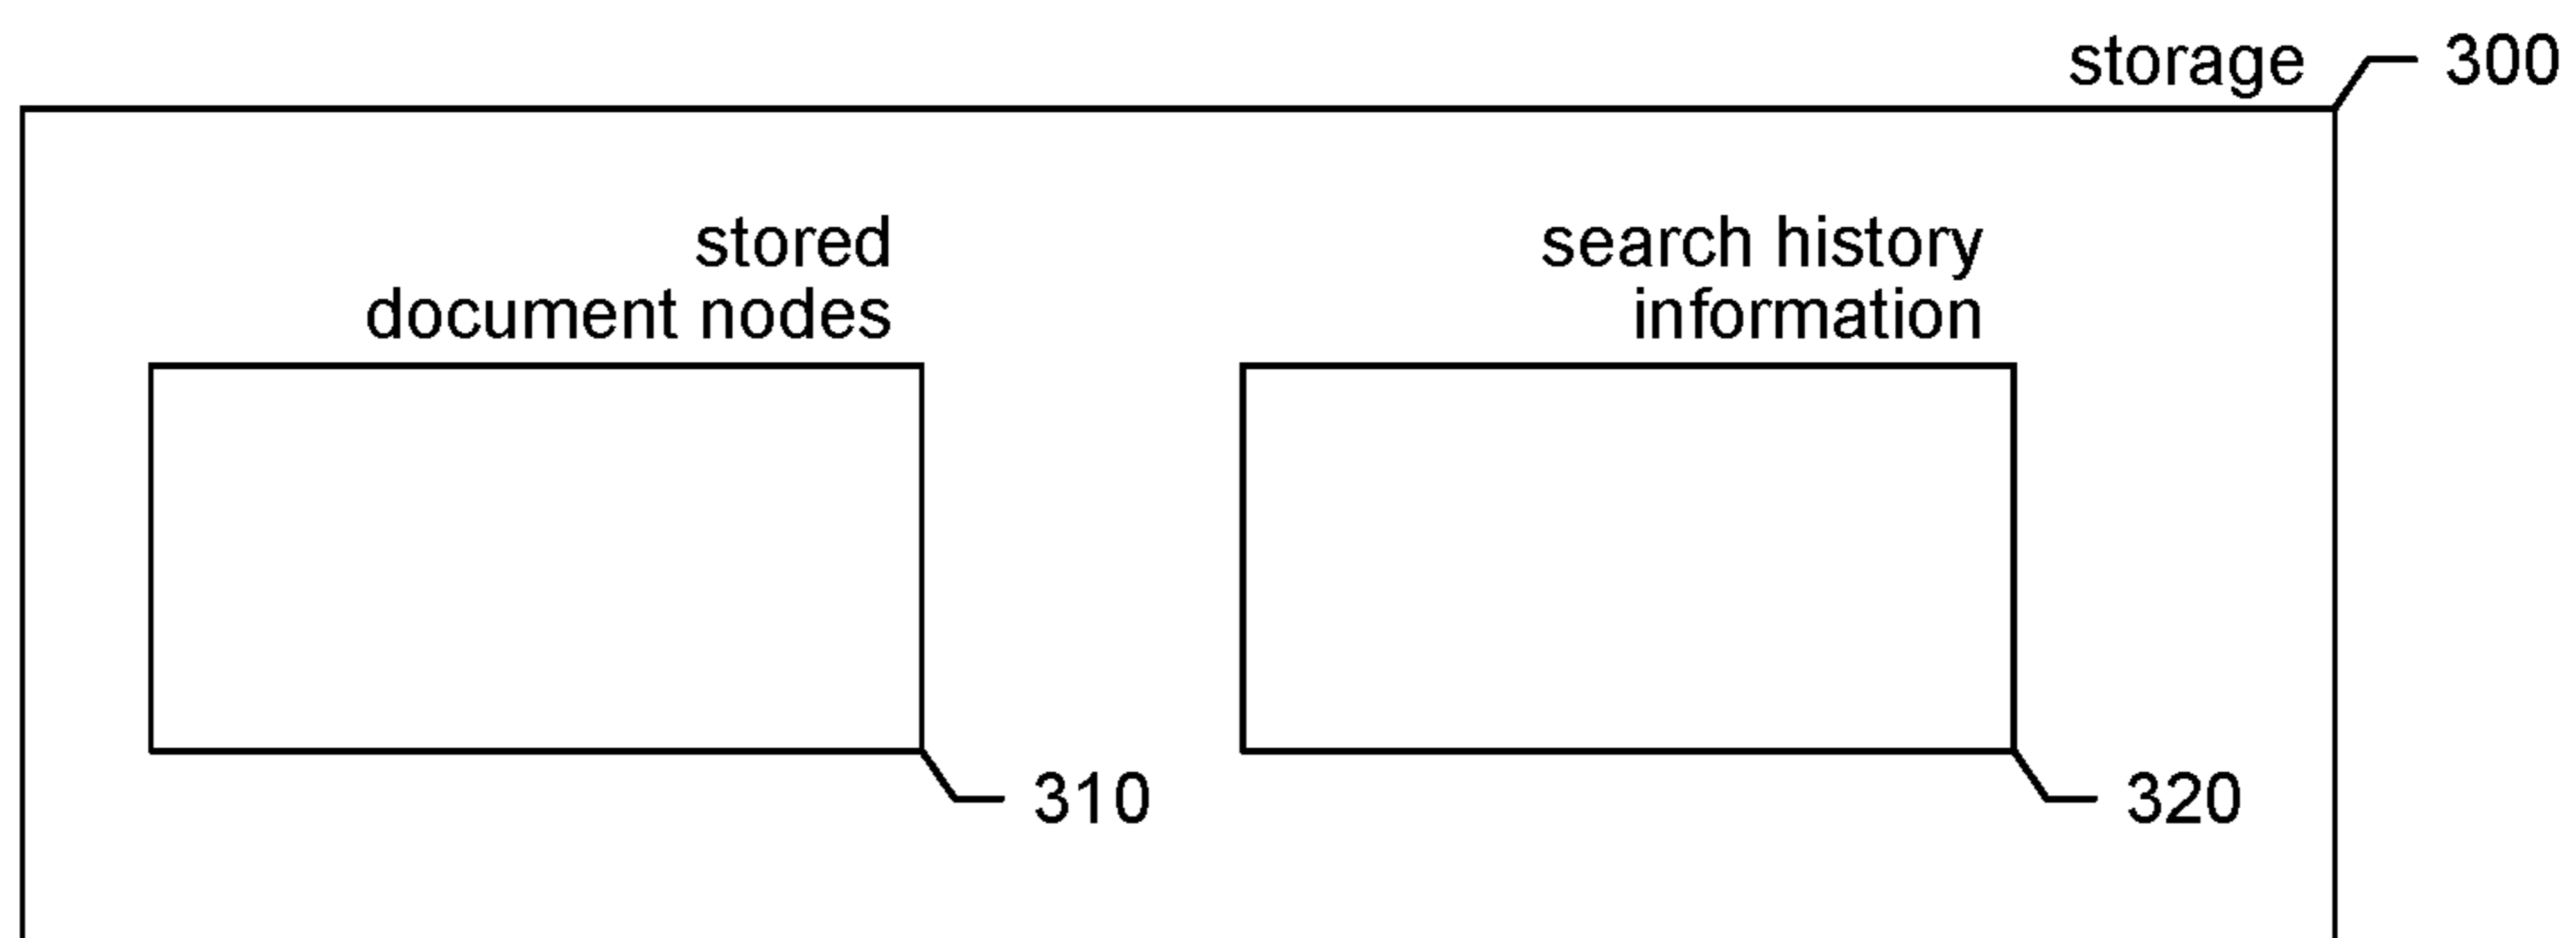 storage 300
stored
document nodes
search history
information
310
320